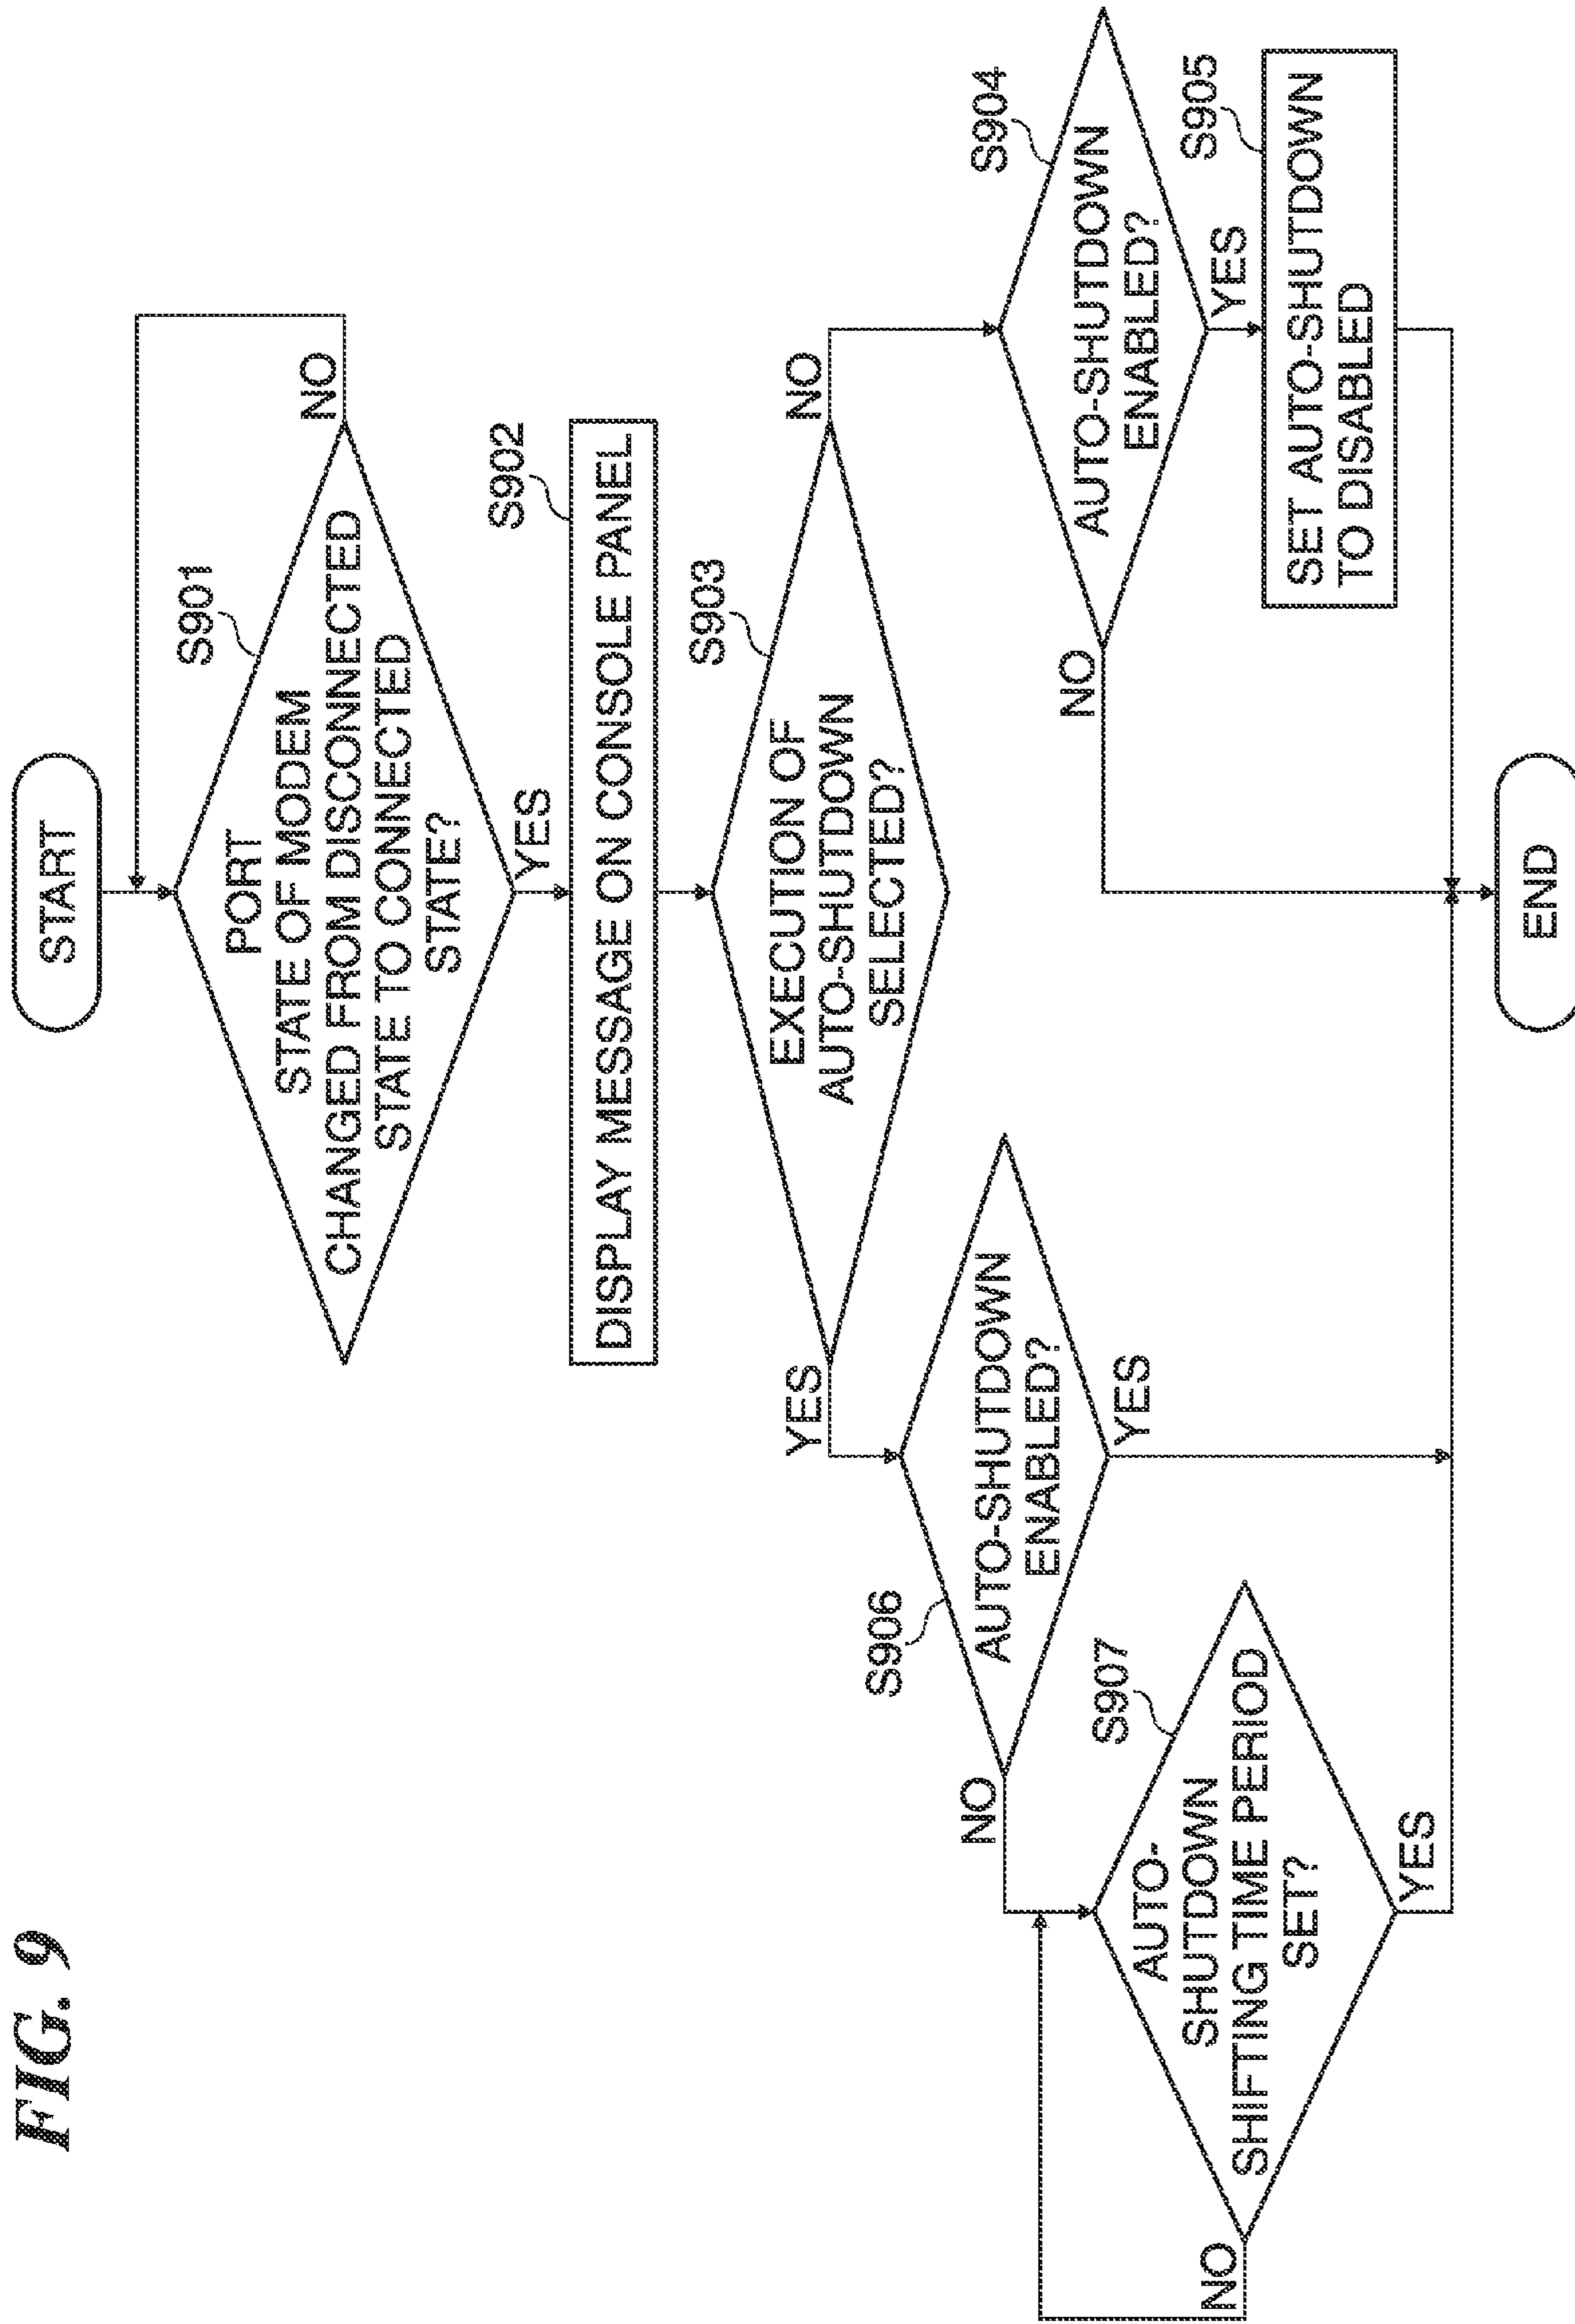 FIG. 9
START
S901
PORT
STATE OF MODEM
CHANGED FROM DISCONNECTED
STATE TO CONNECTED
STATE?
NO
YES
S902
DISPLAY MESSAGE ON CONSOLE PANEL
S903
EXECUTION OF
AUTO-SHUTDOWN
SELECTED?
YES
NO
S906
AUTO-SHUTDOWN
ENABLED?
NO
YES
S904
AUTO-SHUTDOWN
ENABLED?
NO
YES
S907
AUTO-
SHUTDOWN
SHIFTING TIME PERIOD
SET?
NO
YES
S905
SET AUTO-SHUTDOWN
TO DISABLED
END